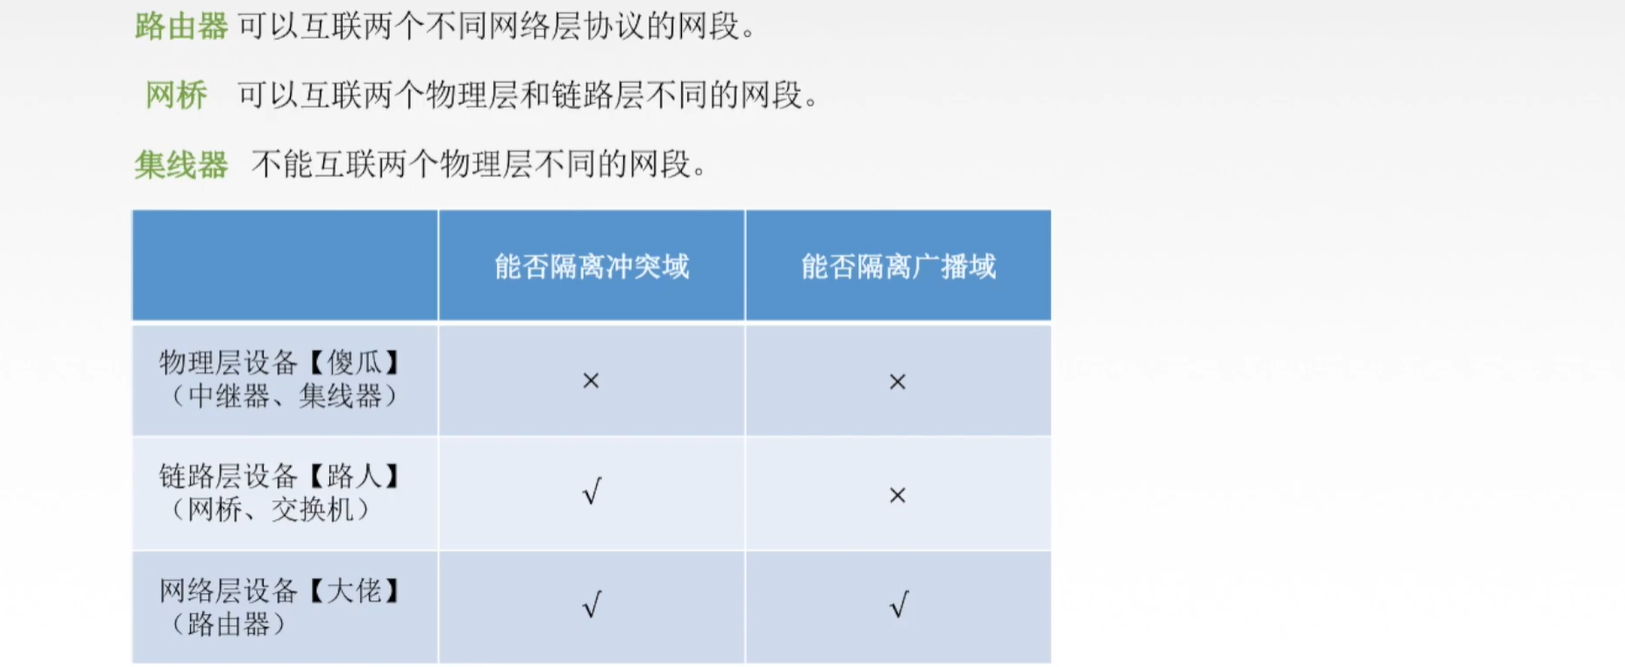 路由器 可以互联两个不同网络层协议的网段。
网桥 可以互联两个物理层和链路层不同的网段。
集线器 不能互联两个物理层不同的网段。
能否隔离冲突域 能否隔离广播域
物理层设备【傻瓜】
（中继器、集线器） × ×
链路层设备【路人】
（网桥、交换机） √ ×
网络层设备【大佬】
（路由器） √ √